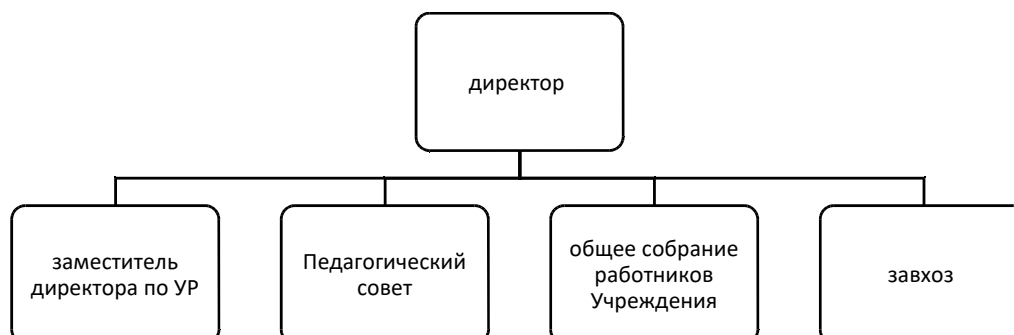 директор
заместитель
директора по УР
Педагогический
совет
общее собрание
работников
Учреждения
завхоз